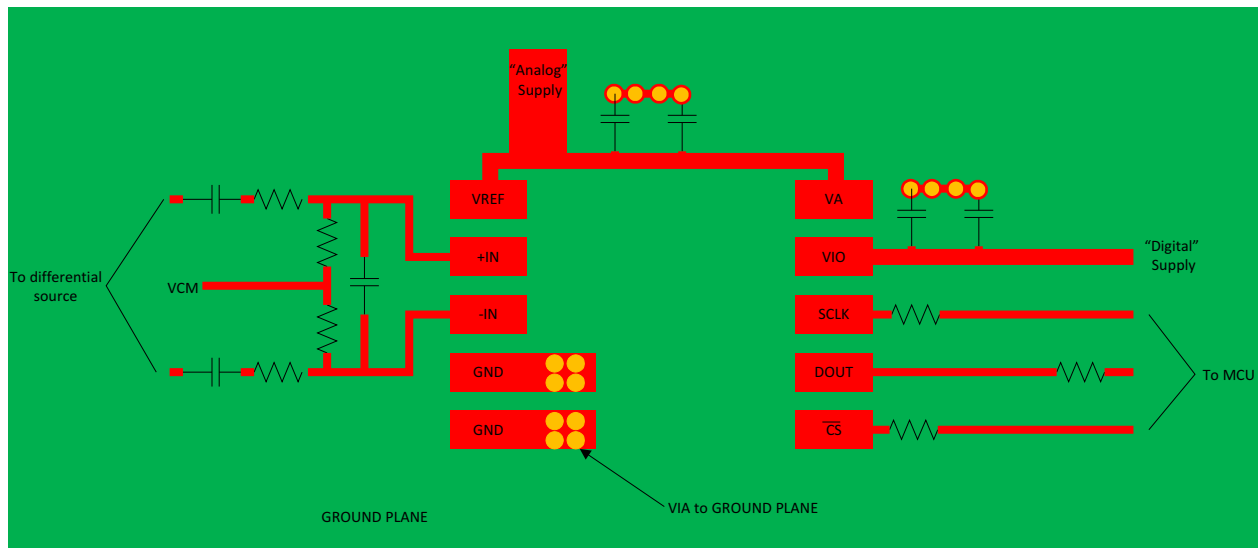 “Analog”
Supply
VREF
VA
+IN
VIO
“Digital”
Supply
To differential
source
VCM
-IN
SCLK
GND
DOUT
To MCU
GND
CS
VIA to GROUND PLANE
GROUND PLANE